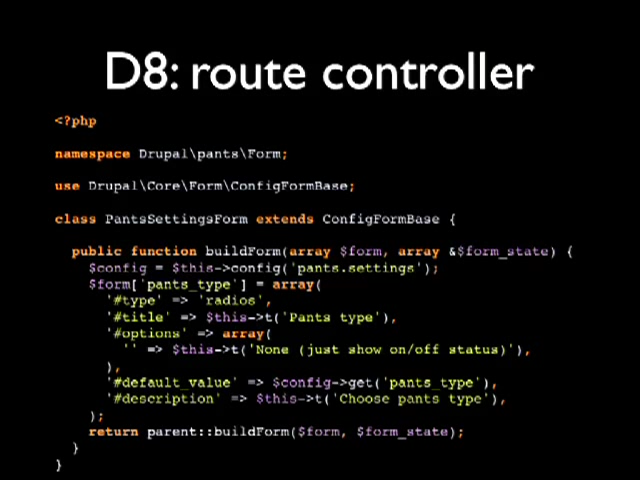 D8: route controller
<?php
namespace Drupal\pants\Form;
use Drupal\Core\Form\ConfigFormBase;
class PantsSettingsForm extends ConfigFormBase {
public function buildForm(array $form, array &$form_state) {
$config = $this->config('pants.settings');
$form['pants_type'] = array(
'#type' => 'radios',
'#title' => $this->t('Pants type'),
'#options' => array(
'' => $this->t('None (just show on/off status)'),
),
'#default_value' => $config->get('pants_type'),
'#description' => $this->t('Choose pants type'),
);
return parent::buildForm($form, $form_state);
}
}